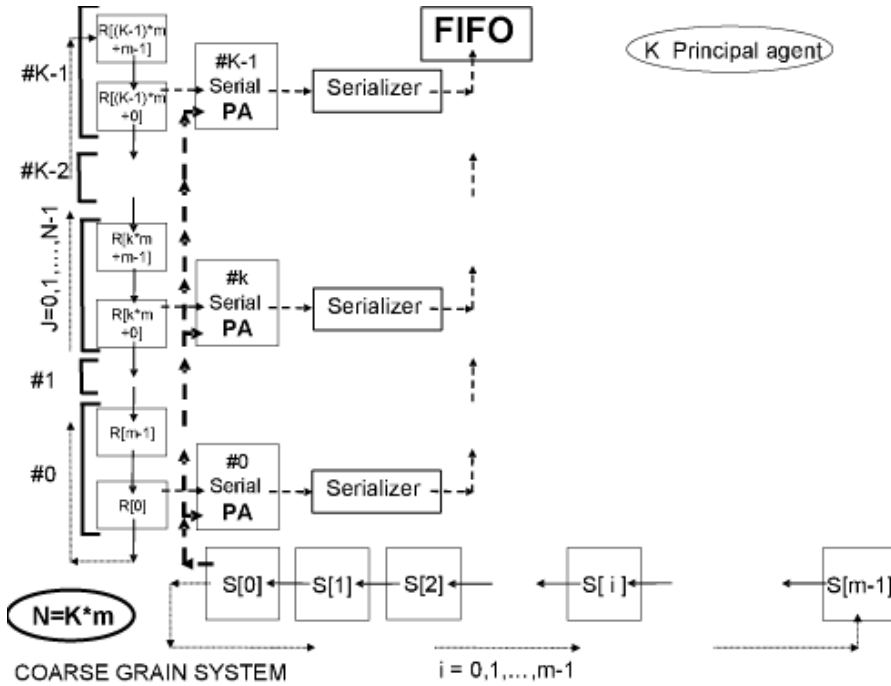 R[(K-1)*m
+m-1]
FIFO
K Principal agent
#K-1
#K-1
Serial
PA
Serializer
R[(K-1)*m
+0]
#K-2
R[k*m
+m-1]
J=0,1,...,N-1
#k
Serial
PA
Serializer
R[k*m
+0]
#1
R[m-1]
#0
#0
Serial
PA
Serializer
R[0]
S[0]
S[1]
S[2]
S[ i ]
S[m-1]
N=K*m
COARSE GRAIN SYSTEM
i = 0,1,...,m-1